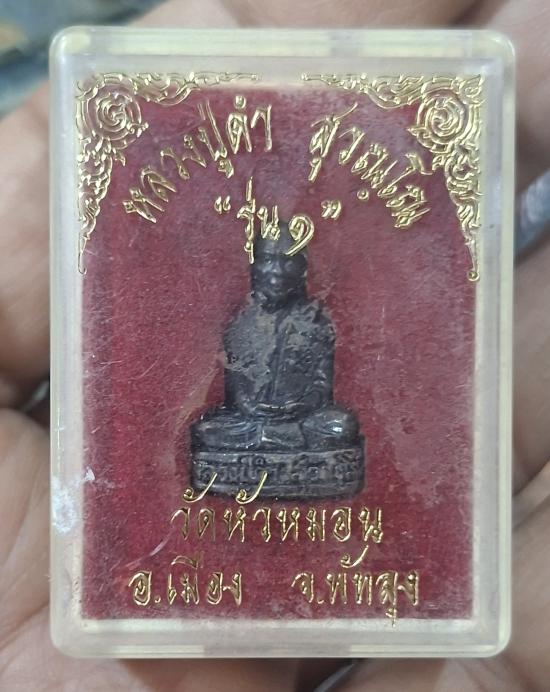 หลวงปู่ดำ สุวณฺโณ
"รุ่น ๑"
วัดหัวหมอน
อ.เมือง จ.พัทลุง